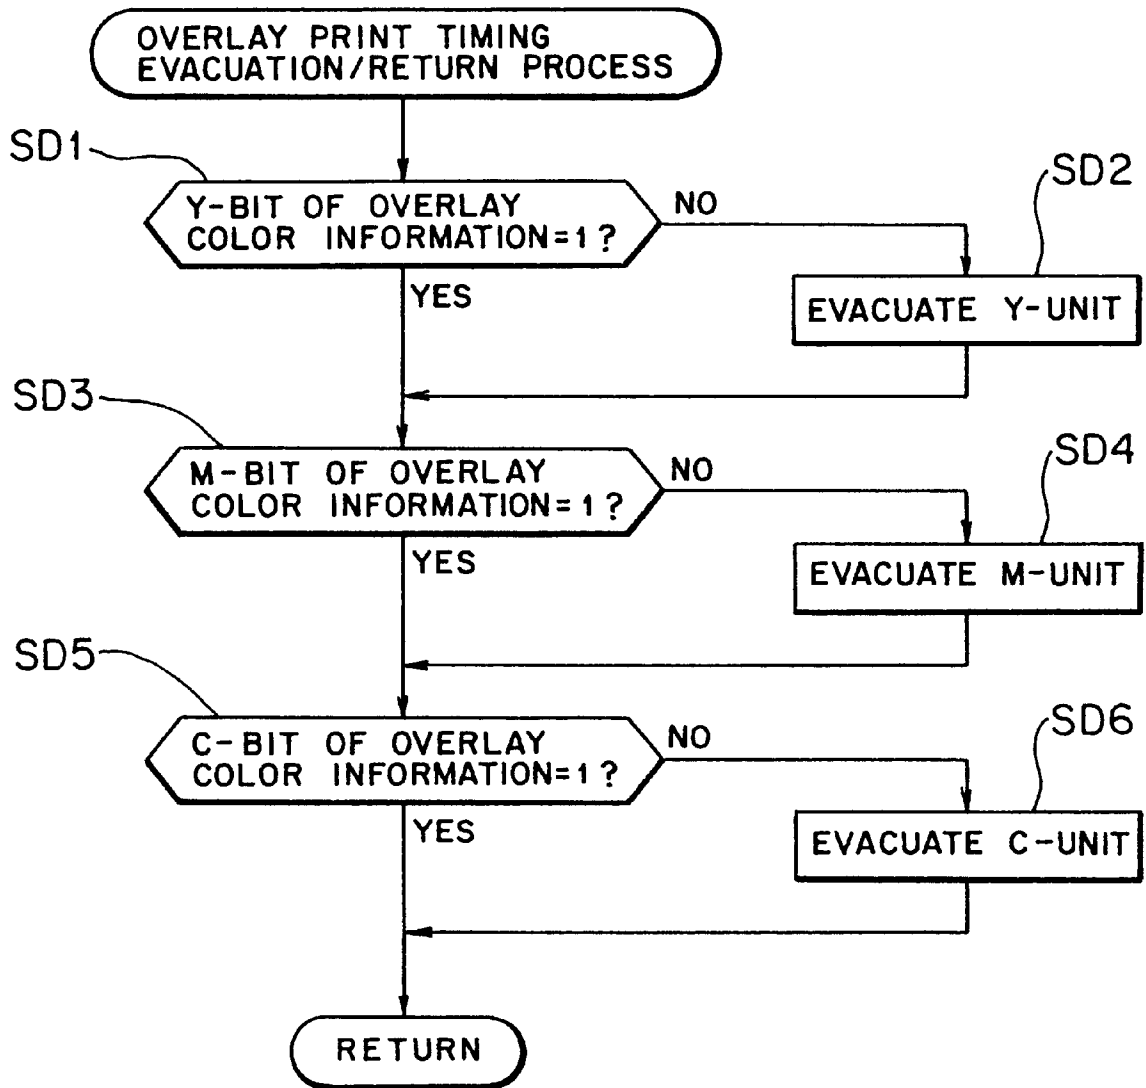 OVERLAY PRINT TIMING
EVACUATION/RETURN PROCESS
SD1
Y-BIT OF OVERLAY
COLOR INFORMATION=1?
NO
SD2
YES
EVACUATE Y-UNIT
SD3
M-BIT OF OVERLAY
COLOR INFORMATION=1?
NO
SD4
YES
EVACUATE M-UNIT
SD5
C-BIT OF OVERLAY
COLOR INFORMATION=1?
NO
SD6
YES
EVACUATE C-UNIT
RETURN